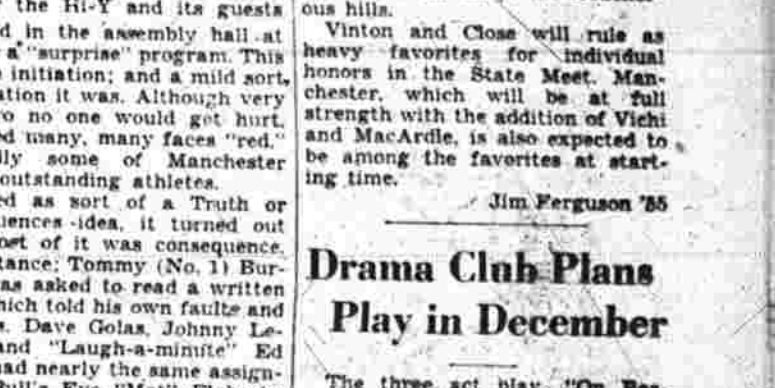 the Hi-Y and its guests
d in the assembly hall at
a "surprise" program. This
initiation; and a mild sort,
ation it was. Although very
o no one would get hurt,
ed many, many faces "red,"
lly some of Manchester
outstanding athletes.
ed as sort of a Truth or
uences -idea, it turned out
ost of it was consequence.
tance: Tommy (No. 1) Bur-
as asked to read a written
hich told his own faults and
s. Dave Golas, Johnny Le-
and "Laugh-a-minute" Ed
had nearly the same assign-
ous hills.
Vinton and Close will rule as
heavy favorites for individual
honors in the State Meet. Man-
chester, which will be at full
strength with the addition of Vichi
and MacArdle, is also expected to
be among the favorites at start-
ing time.
Jim Ferguson '55
Drama Club Plans
Play in December
The three act play, "On